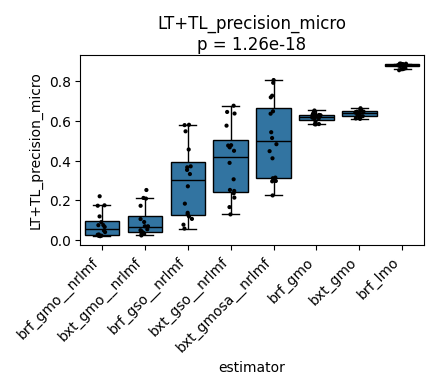 LT+TL_precision_micro
p = 1.26e-18
LT+TL_precision_micro
0.8
0.6
0.4
0.2
0.0
brf_gmo__nrlmf
bxt_gmo__nrlmf
brf_gso__nrlmf
bxt_gso__nrlmf
bxt_gmosa__nrlmf
brf_gmo
bxt_gmo
brf_lmo
estimator